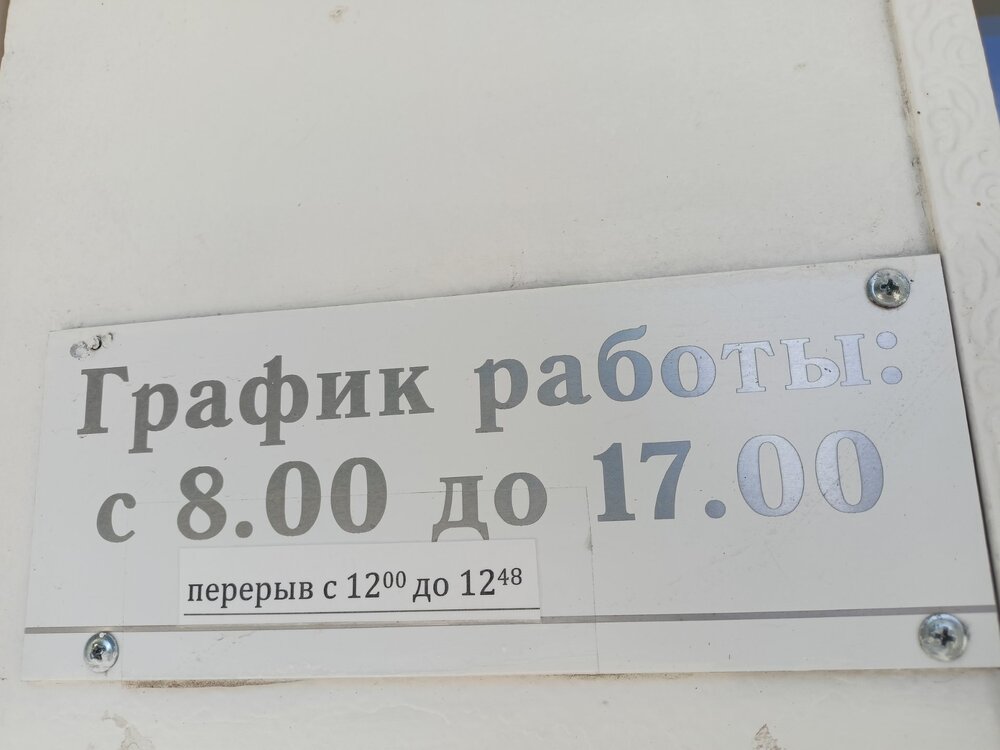 График работы:
с 8.00 до 17.00
перерыв с 12⁰⁰ до 12⁴⁸